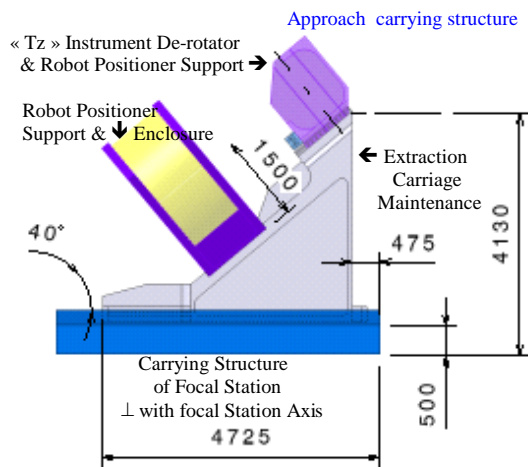 Approach carrying structure
« Tz » Instrument De-rotator
& Robot Positioner Support ➔
Robot Positioner
Support & 🡻 Enclosure
1500
🡸 Extraction
Carriage
Maintenance
40°
475
4130
Carrying Structure
of Focal Station
⊥ with focal Station Axis
500
4725